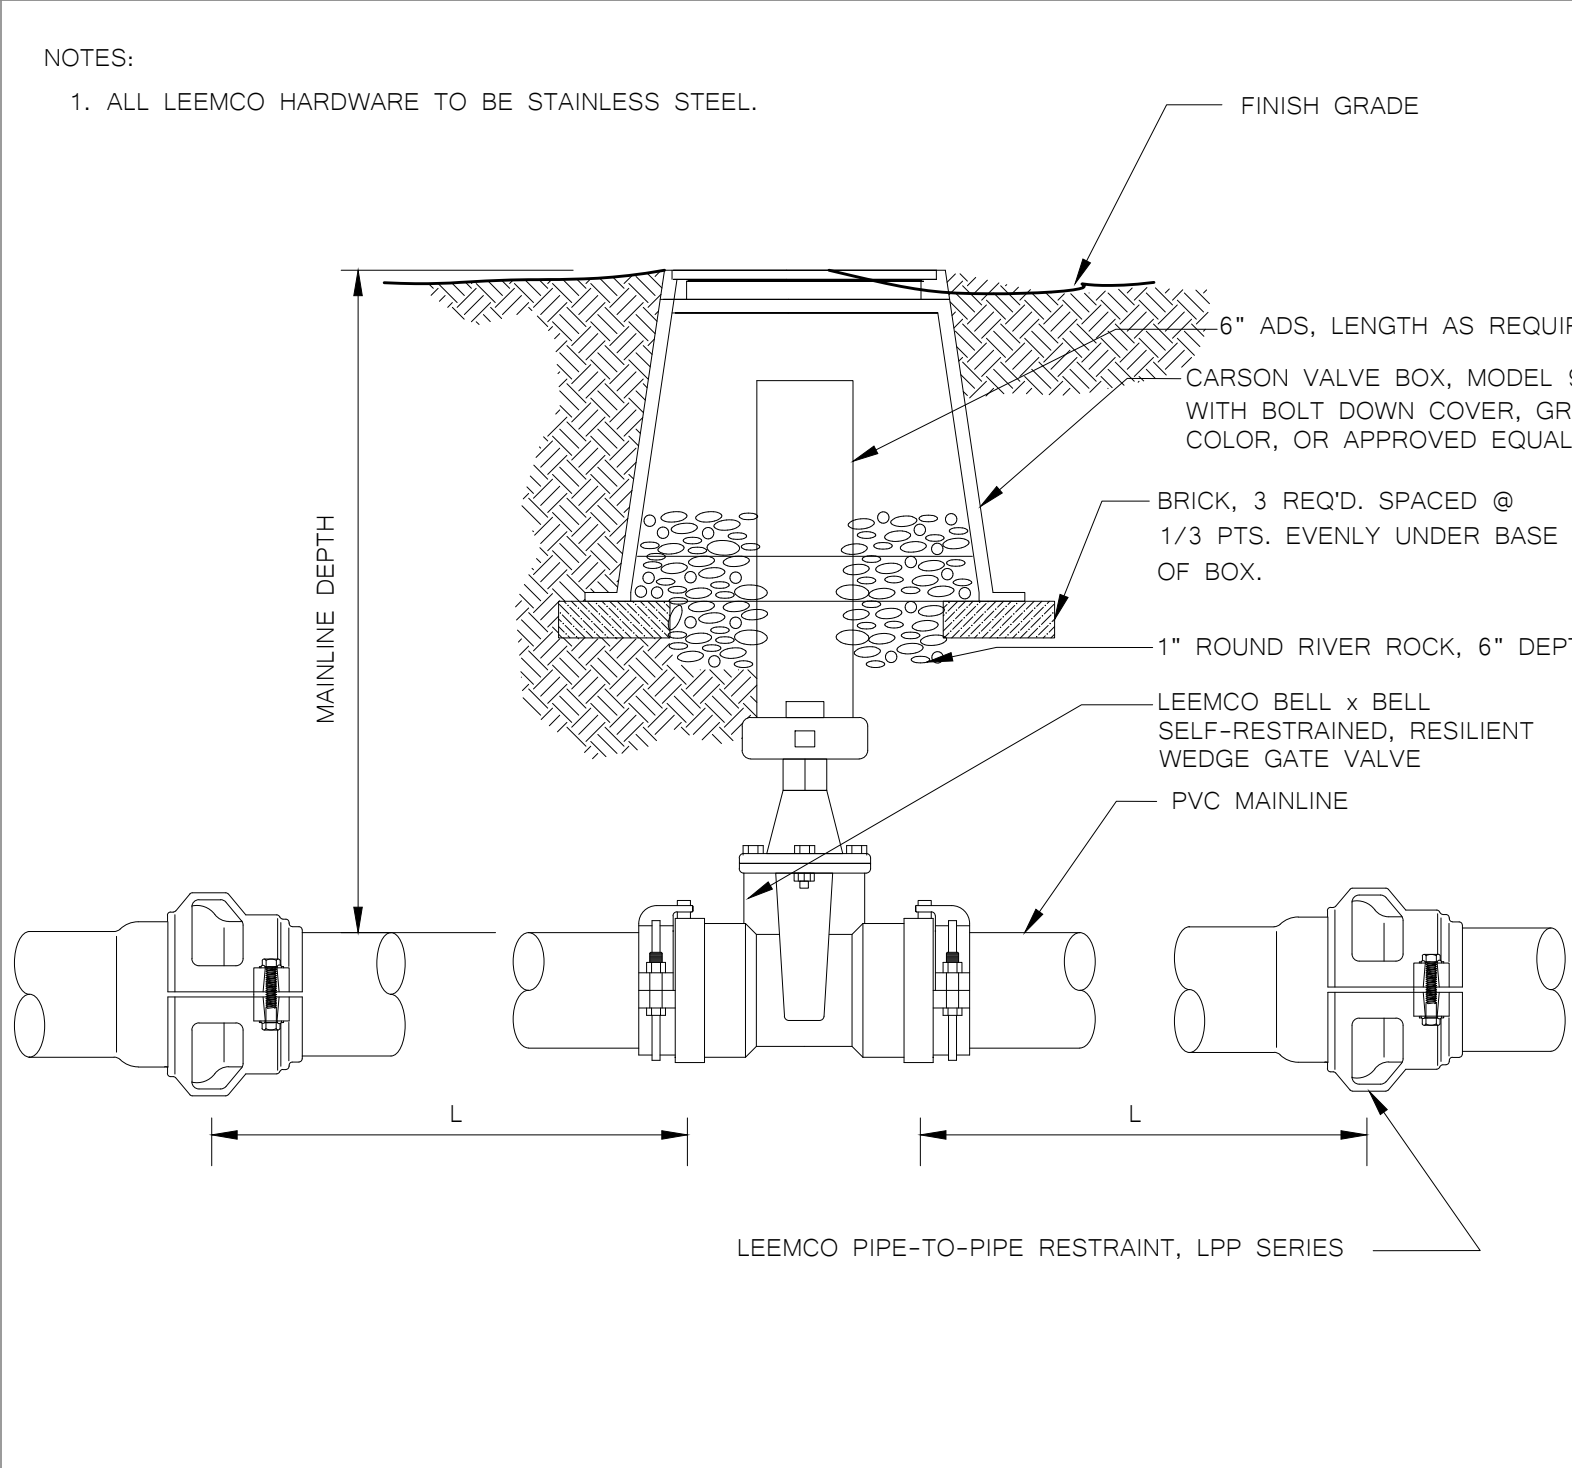 NOTES:
1. ALL LEEMCO HARDWARE TO BE STAINLESS STEEL.
FINISH GRADE
6" ADS, LENGTH AS
CARSON VALVE BOX, MODEL
WITH BOLT DOWN COVER,
COLOR, OR APPROVED EQUAL
BRICK, 3 REQ'D. SPACED @
1/3 PTS. EVENLY UNDER BASE
OF BOX.
1" ROUND RIVER ROCK, 6"
LEEMCO BELL x BELL
SELF-RESTRAINED, RESILIENT
WEDGE GATE VALVE
PVC MAINLINE
MAINLINE DEPTH
L
L
LEEMCO PIPE-TO-PIPE RESTRAINT, LPP SERIES